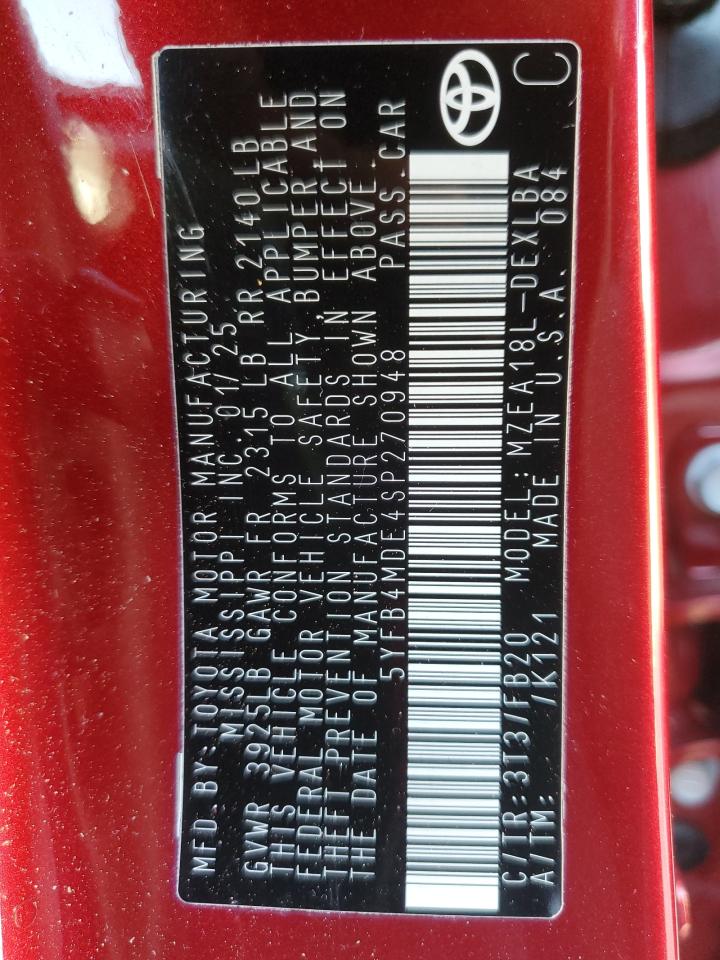 MFD. BY: TOYOTA MOTOR MANUFACTURING
MISSISSIPPI INC. 01/25
GVWR 3925LB GAWR FR 2315 LB RR 2140LB
THIS VEHICLE CONFORMS TO ALL APPLICABLE
FEDERAL MOTOR VEHICLE SAFETY, BUMPER AND
THEFT PREVENTION STANDARDS IN EFFECT ON
THE DATE OF MANUFACTURE SHOWN ABOVE.
5YFB4MDE4SP270948 PASS. CAR
C/TR: 3T3/FB20 MODEL: MZEA18L-DEXLBA
A/TM: /K121 MADE IN U.S.A. 084
C